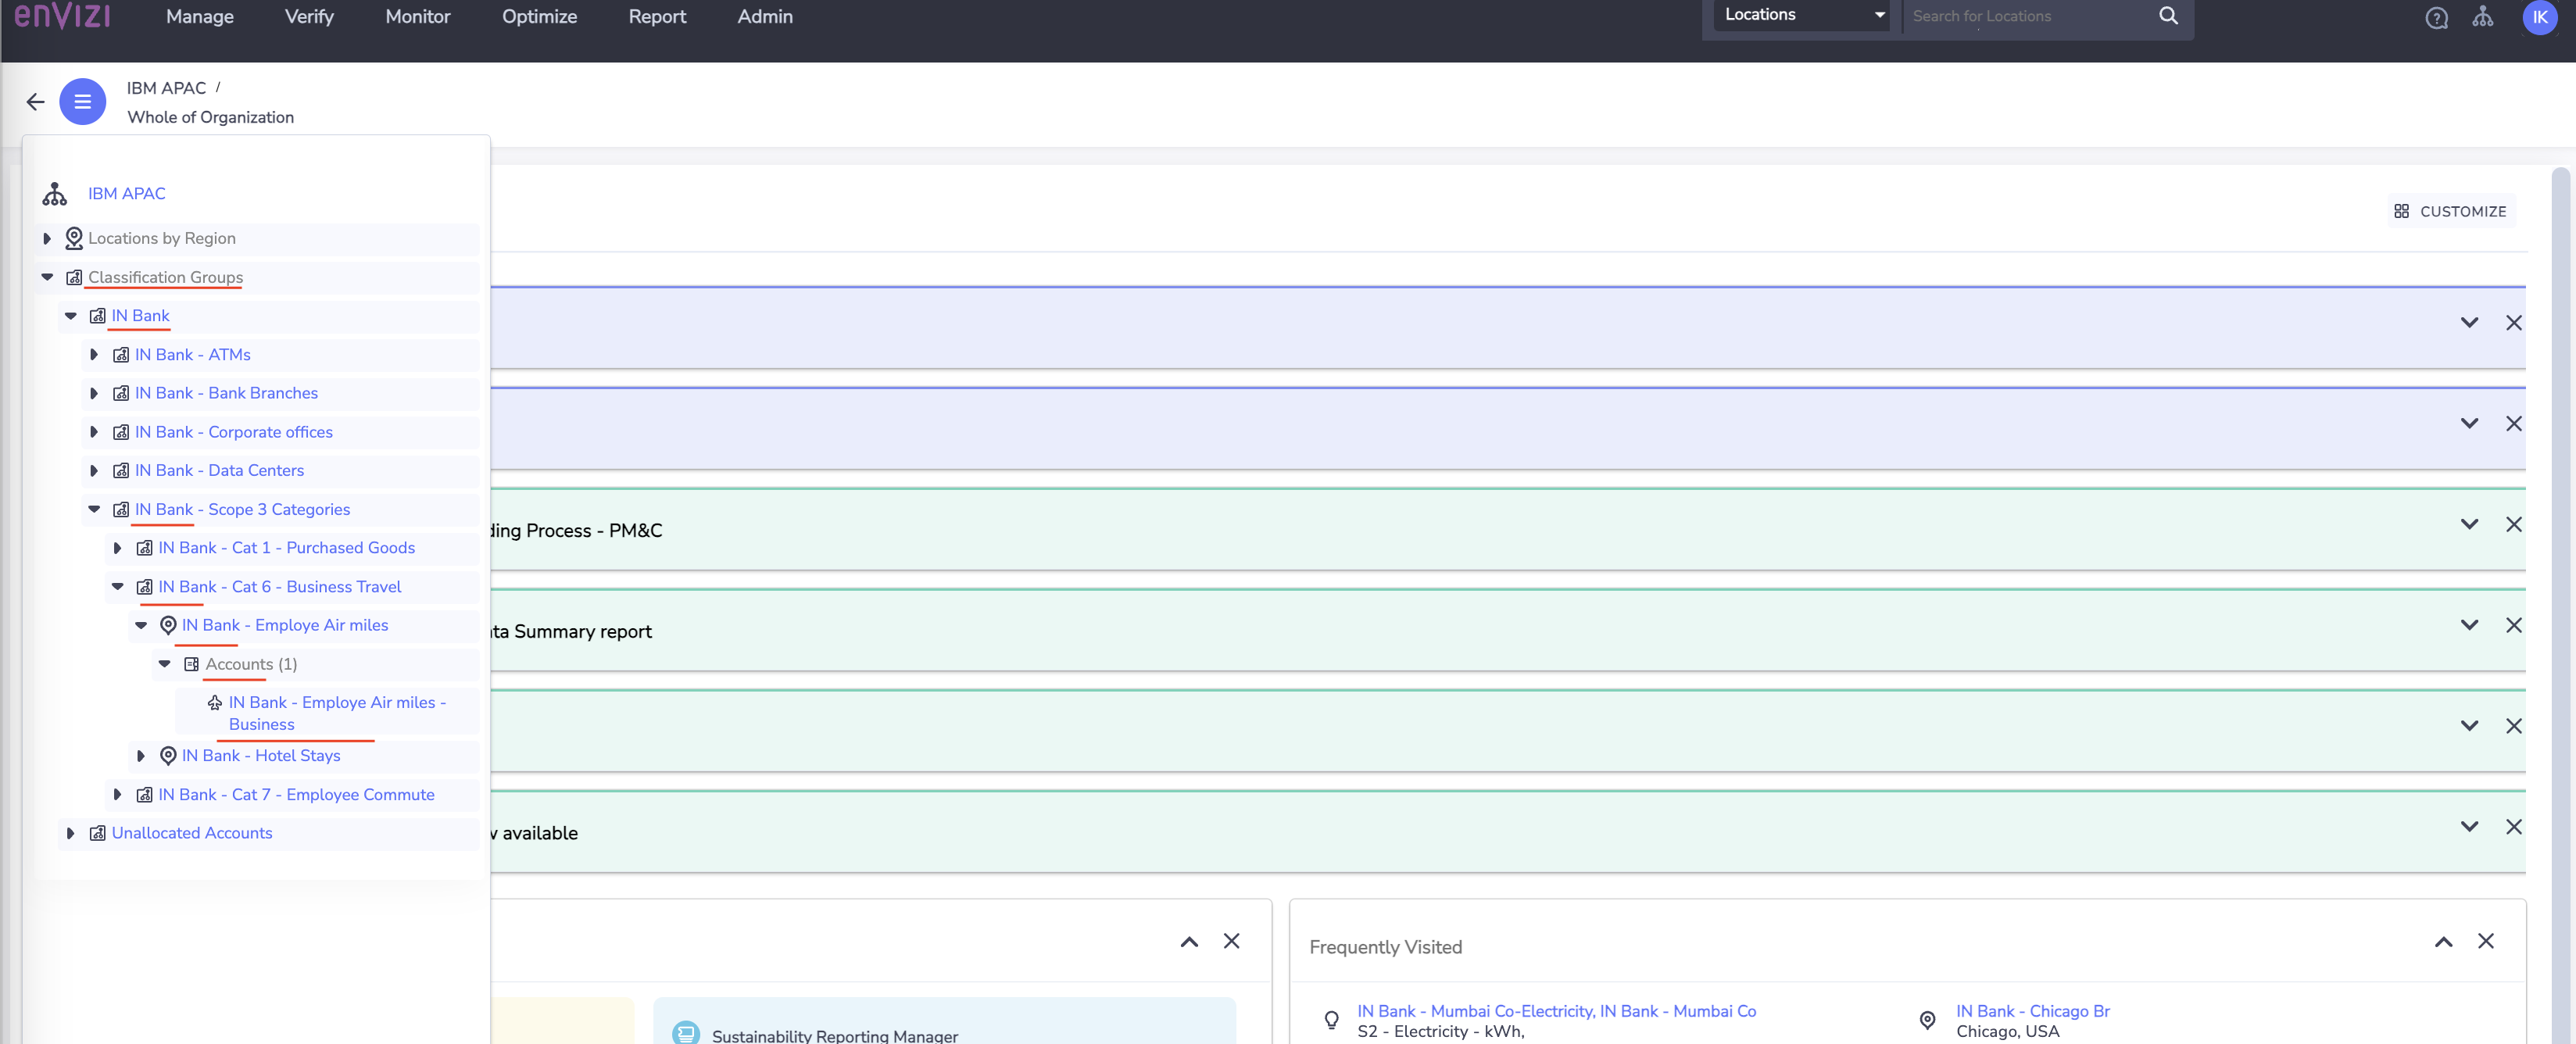 enVIZI
Manage Verify Monitor Optimize Report Admin
Locations
Search for Locations
IK
IBM APAC /
Whole of Organization
IBM APAC
Locations by Region
Classification Groups
IN Bank
IN Bank - ATMs
IN Bank - Bank Branches
IN Bank - Corporate offices
IN Bank - Data Centers
IN Bank - Scope 3 Categories
IN Bank - Cat 1 - Purchased Goods
IN Bank - Cat 6 - Business Travel
IN Bank - Employe Air miles
Accounts (1)
IN Bank - Employe Air miles -
Business
IN Bank - Hotel Stays
IN Bank - Cat 7 - Employee Commute
Unallocated Accounts
CUSTOMIZE
ding Process - PM&C
ta Summary report
available
Sustainability Reporting Manager
Frequently Visited
IN Bank - Mumbai Co-Electricity, IN Bank - Mumbai Co
S2 - Electricity - kWh,
IN Bank - Chicago Br
Chicago, USA